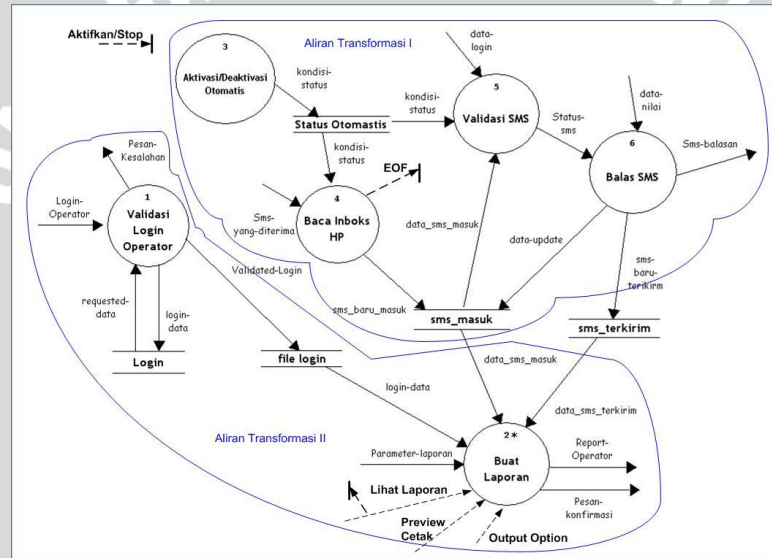 Aktifkan/Stop
Aliran Transformasi I
3
Aktivasi/Deaktivasi
Otomatis
kondisi-
status
Status Otomastis
kondisi-
status
kondisi-
status
data-
login
5
Validasi SMS
Status-
sms
data-
nilai
6
Balas SMS
Sms-balasan
EOF
4
Baca Inboks
HP
Sms-
yang-diterima
data_sms_masuk
data-update
sms-
baru-
terikirm
Pesan-
Kesalahan
Login-
Operator
1
Validasi
Login
Operator
Validated-Login
requested-
data
login-
data
Login
sms_baru_masuk
sms_masuk
sms_terkirim
file login
login-data
data_sms_masuk
data_sms_terkirim
Aliran Transformasi II
2*
Buat
Laporan
Parameter-laporan
Report-
Operator
Pesan-
konfirmasi
Lihat Laporan
Preview
Cetak
Output Option